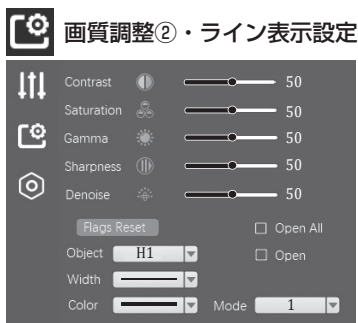 画質調整②・ライン表示設定
Contrast 50
Saturation 50
Gamma 50
Sharpness 50
Denoise 50
Flags Reset Open All
Object H1 Open
Width
Color Mode 1